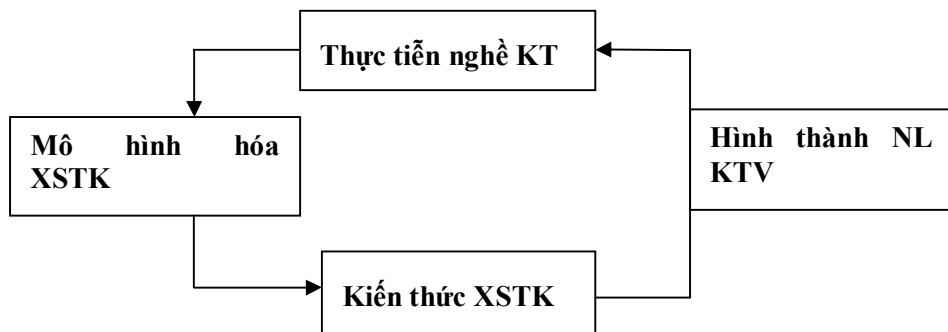 Thực tiễn nghề KT
Mô hình hóa
XSTK
Hình thành NL
KTV
Kiến thức XSTK